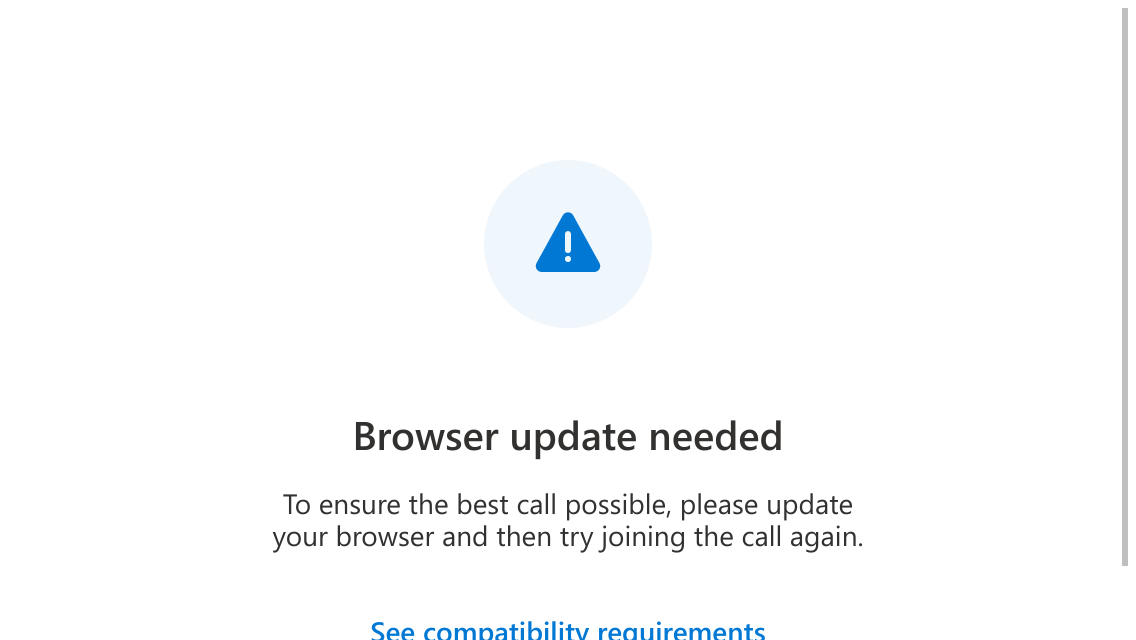 Browser update needed
To ensure the best call possible, please update
your browser and then try joining the call again.
See compatibility requirements